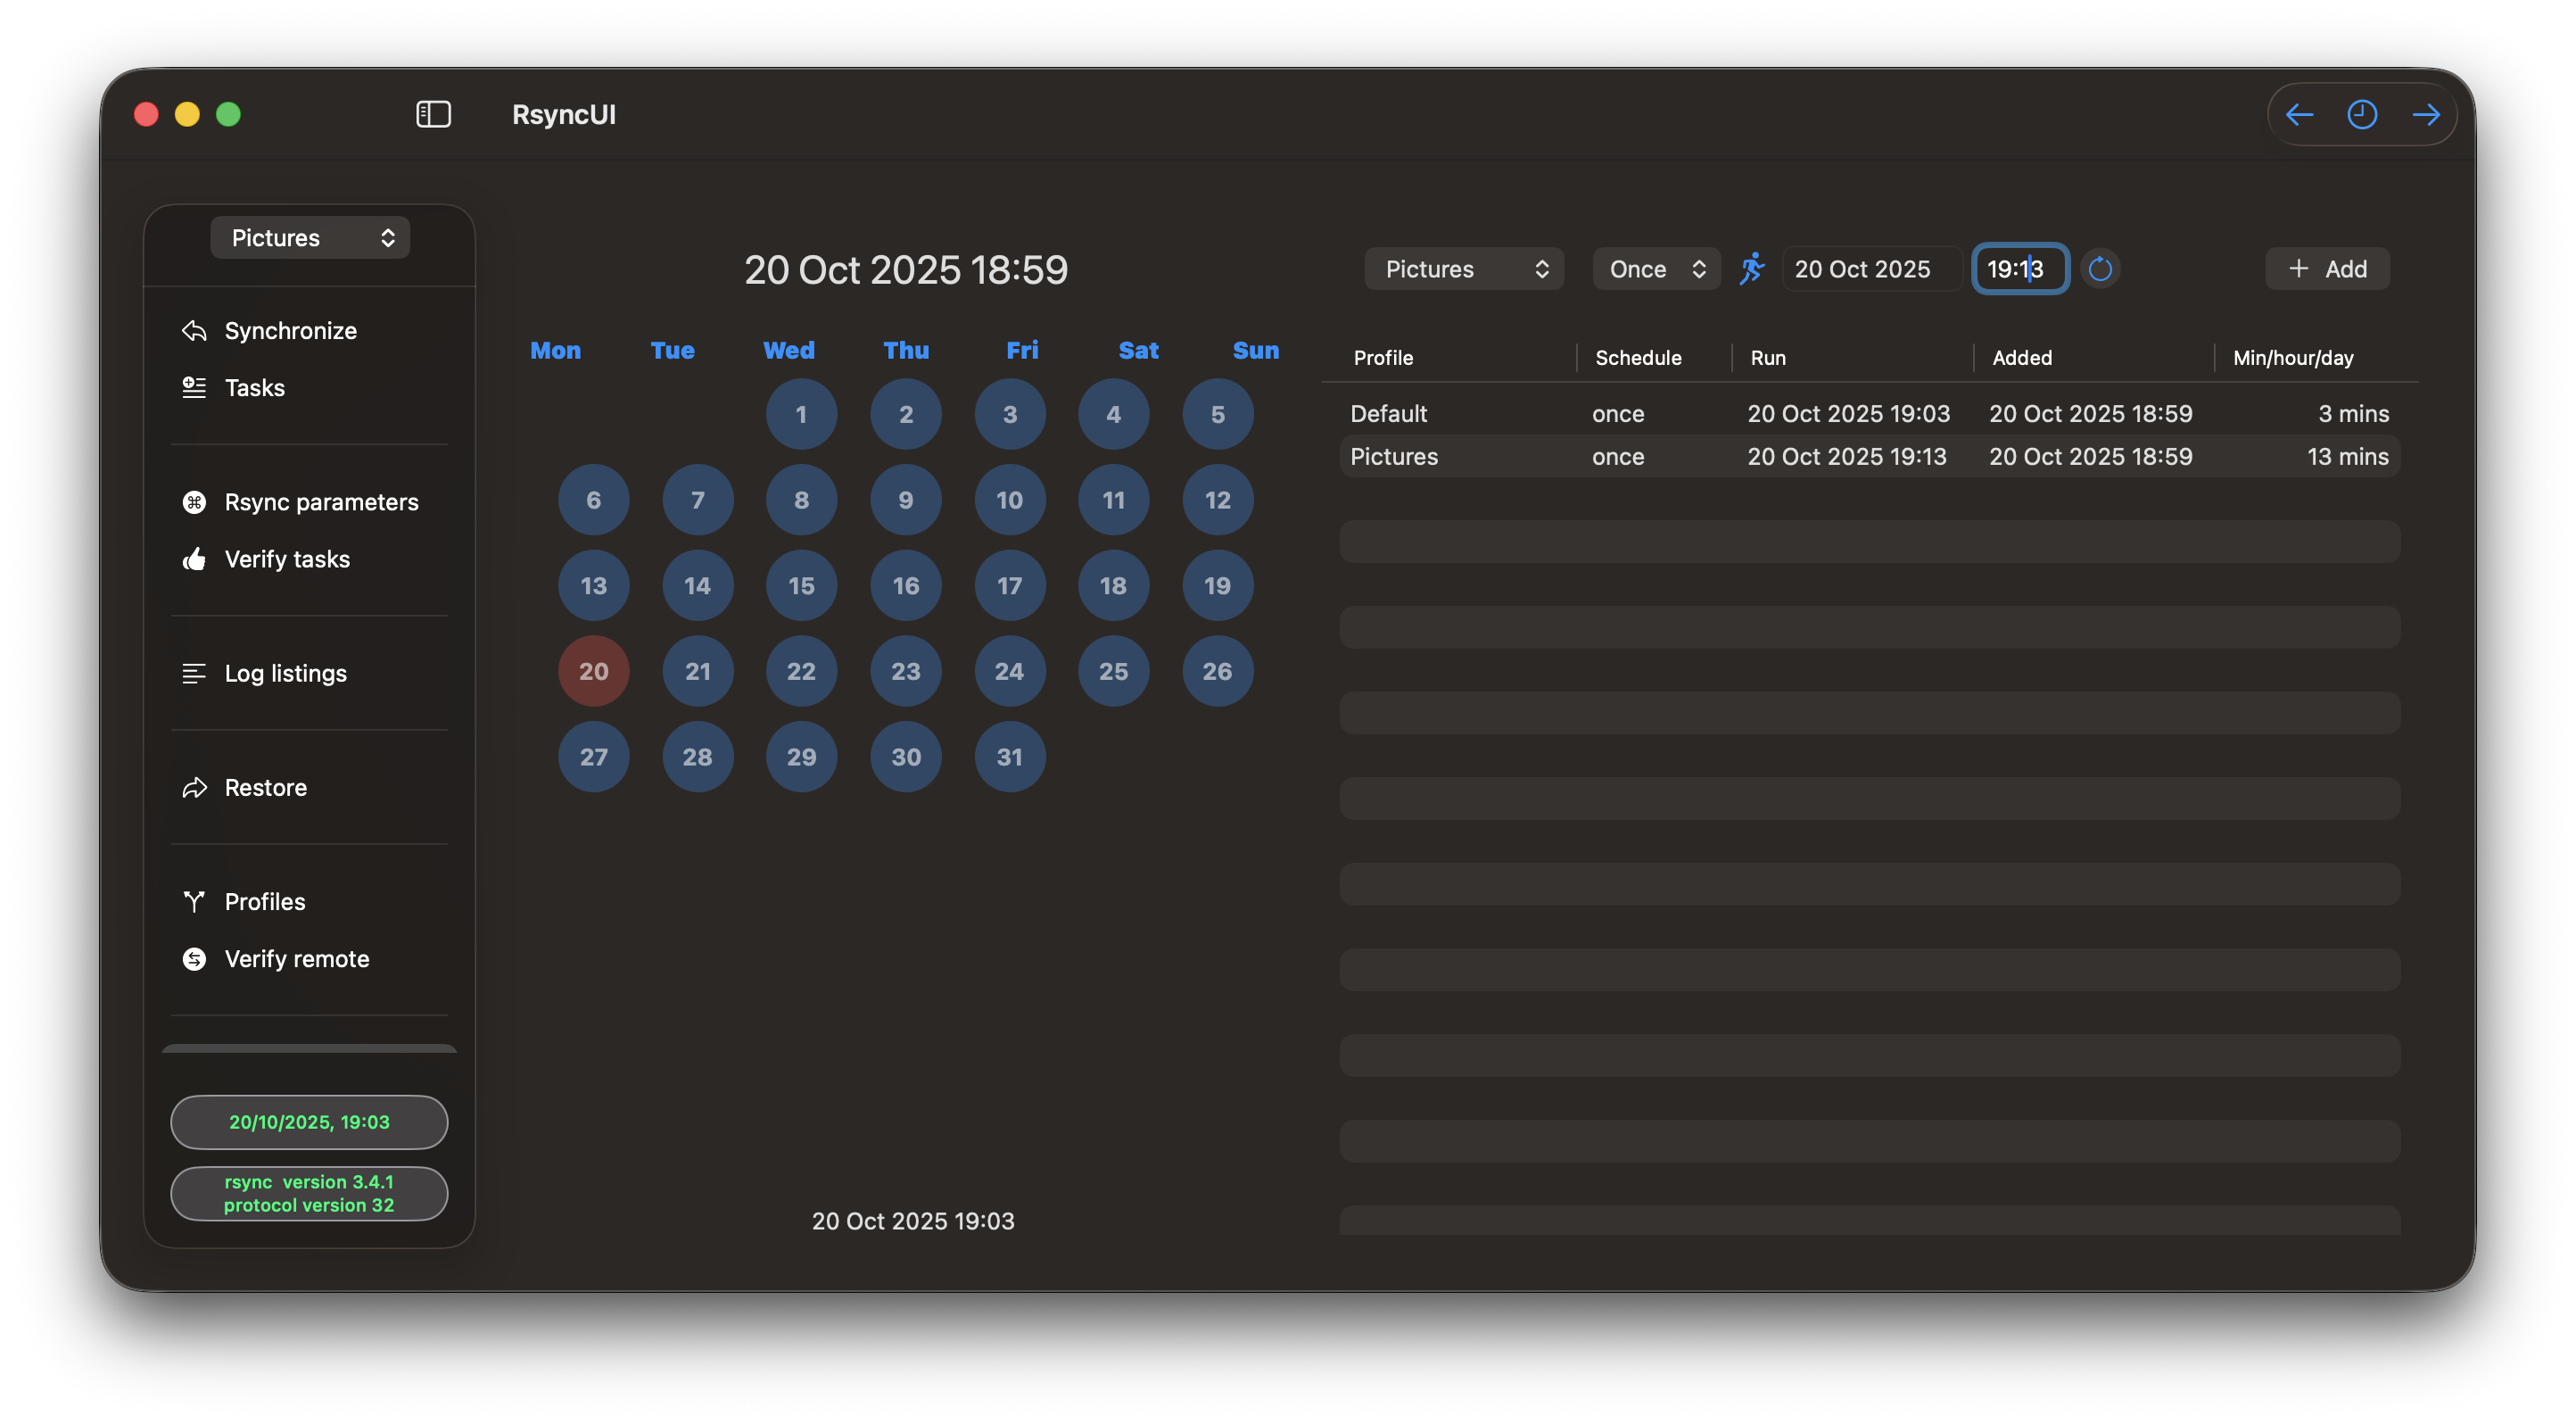 RsyncUI
Pictures
Synchronize
Tasks
Rsync parameters
Verify tasks
Log listings
Restore
Profiles
Verify remote
20/10/2025, 19:03
rsync  version 3.4.1
protocol version 32
20 Oct 2025 18:59
Mon Tue Wed Thu Fri Sat Sun
1 2 3 4 5
6 7 8 9 10 11 12
13 14 15 16 17 18 19
20 21 22 23 24 25 26
27 28 29 30 31
20 Oct 2025 19:03
Pictures Once 20 Oct 2025 19:13 + Add
Profile Schedule Run Added Min/hour/day
Default once 20 Oct 2025 19:03 20 Oct 2025 18:59 3 mins
Pictures once 20 Oct 2025 19:13 20 Oct 2025 18:59 13 mins